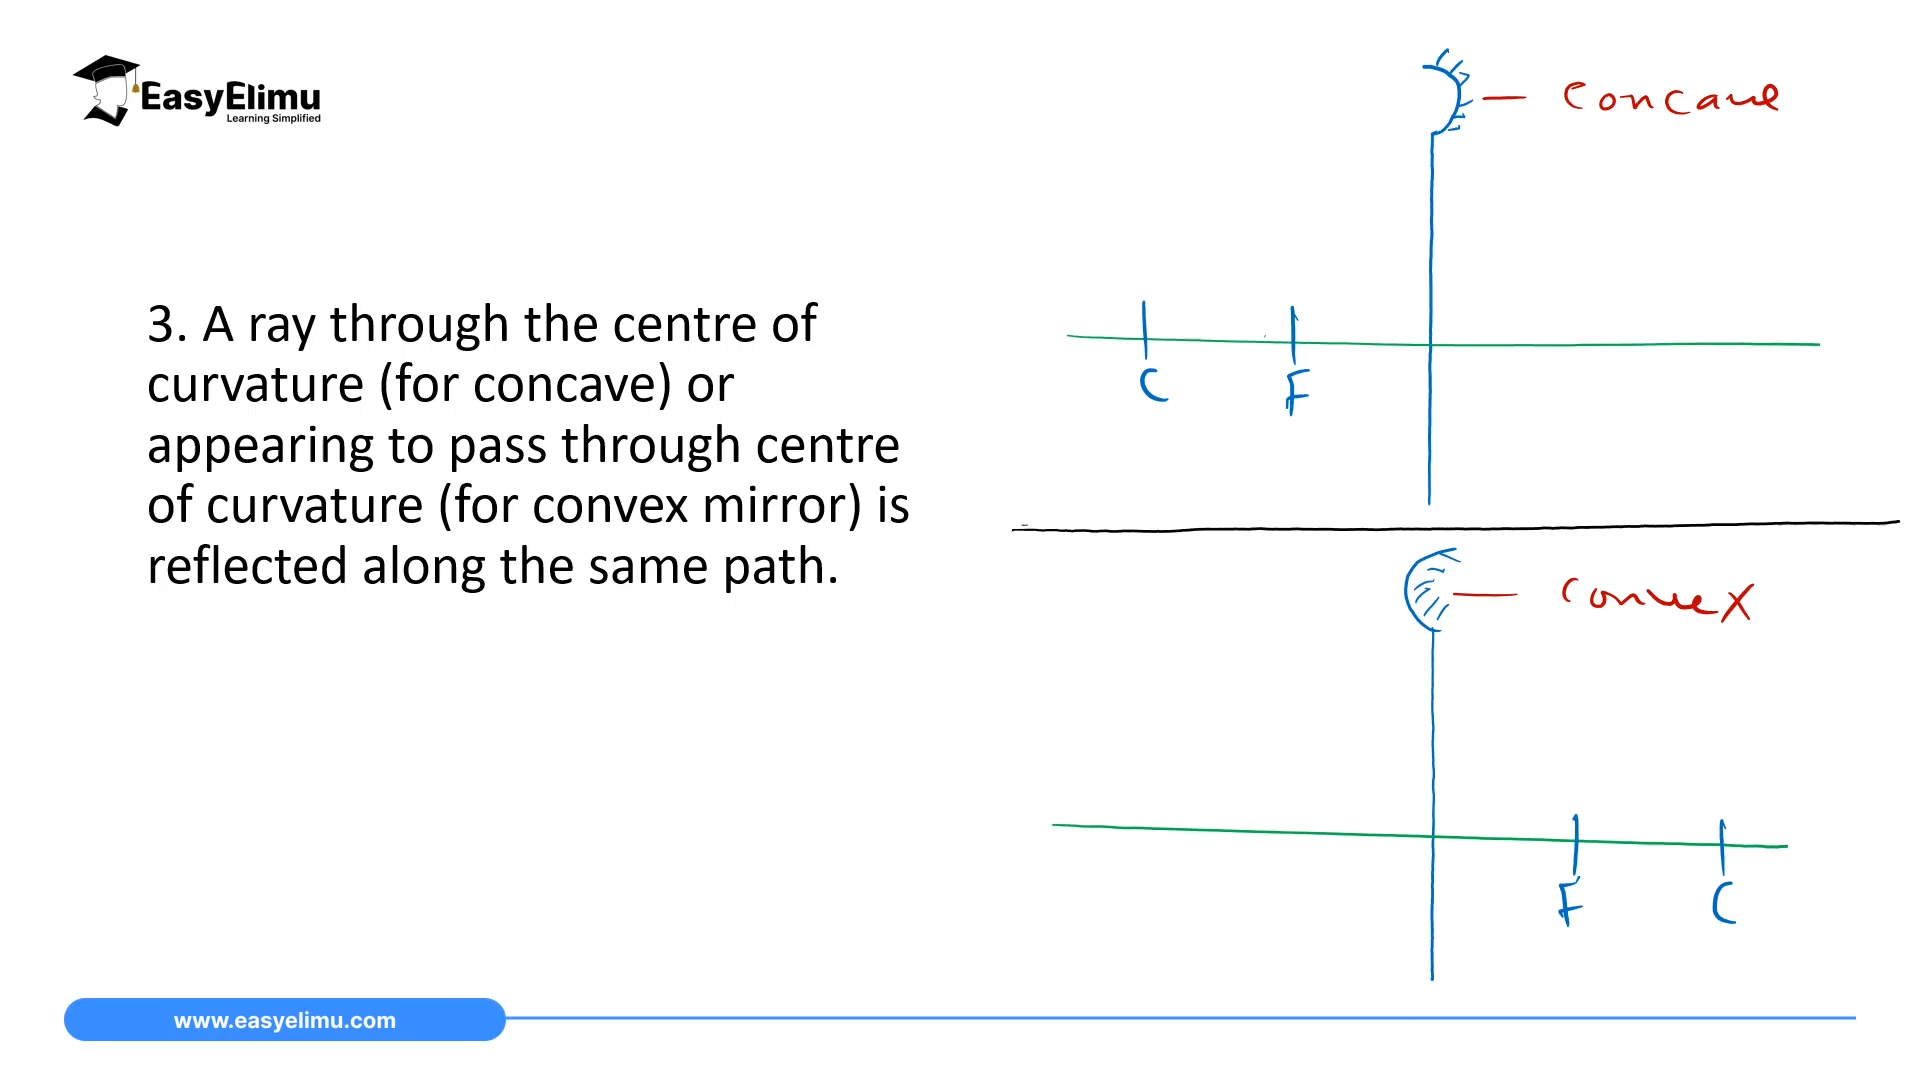 EasyElimu
Learning Simplified
3. A ray through the centre of
curvature (for concave) or
appearing to pass through centre
of curvature (for convex mirror) is
reflected along the same path.
concave
C
F
convex
F
C
www.easyelimu.com